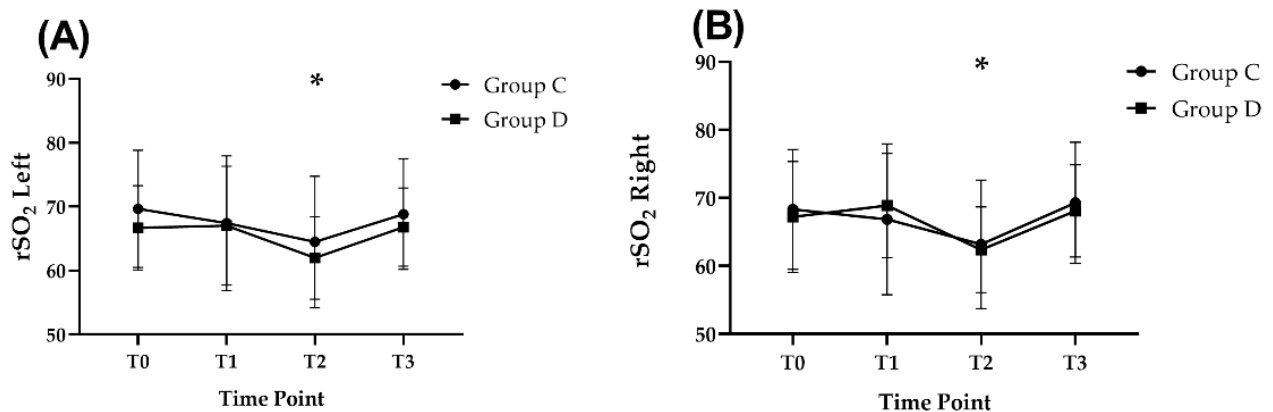 (A)
*
90
80
70
60
50
rSO₂ Left
T0 T1 T2 T3
Time Point
Group C
Group D
(B)
*
90
80
70
60
50
rSO₂ Right
T0 T1 T2 T3
Time Point
Group C
Group D